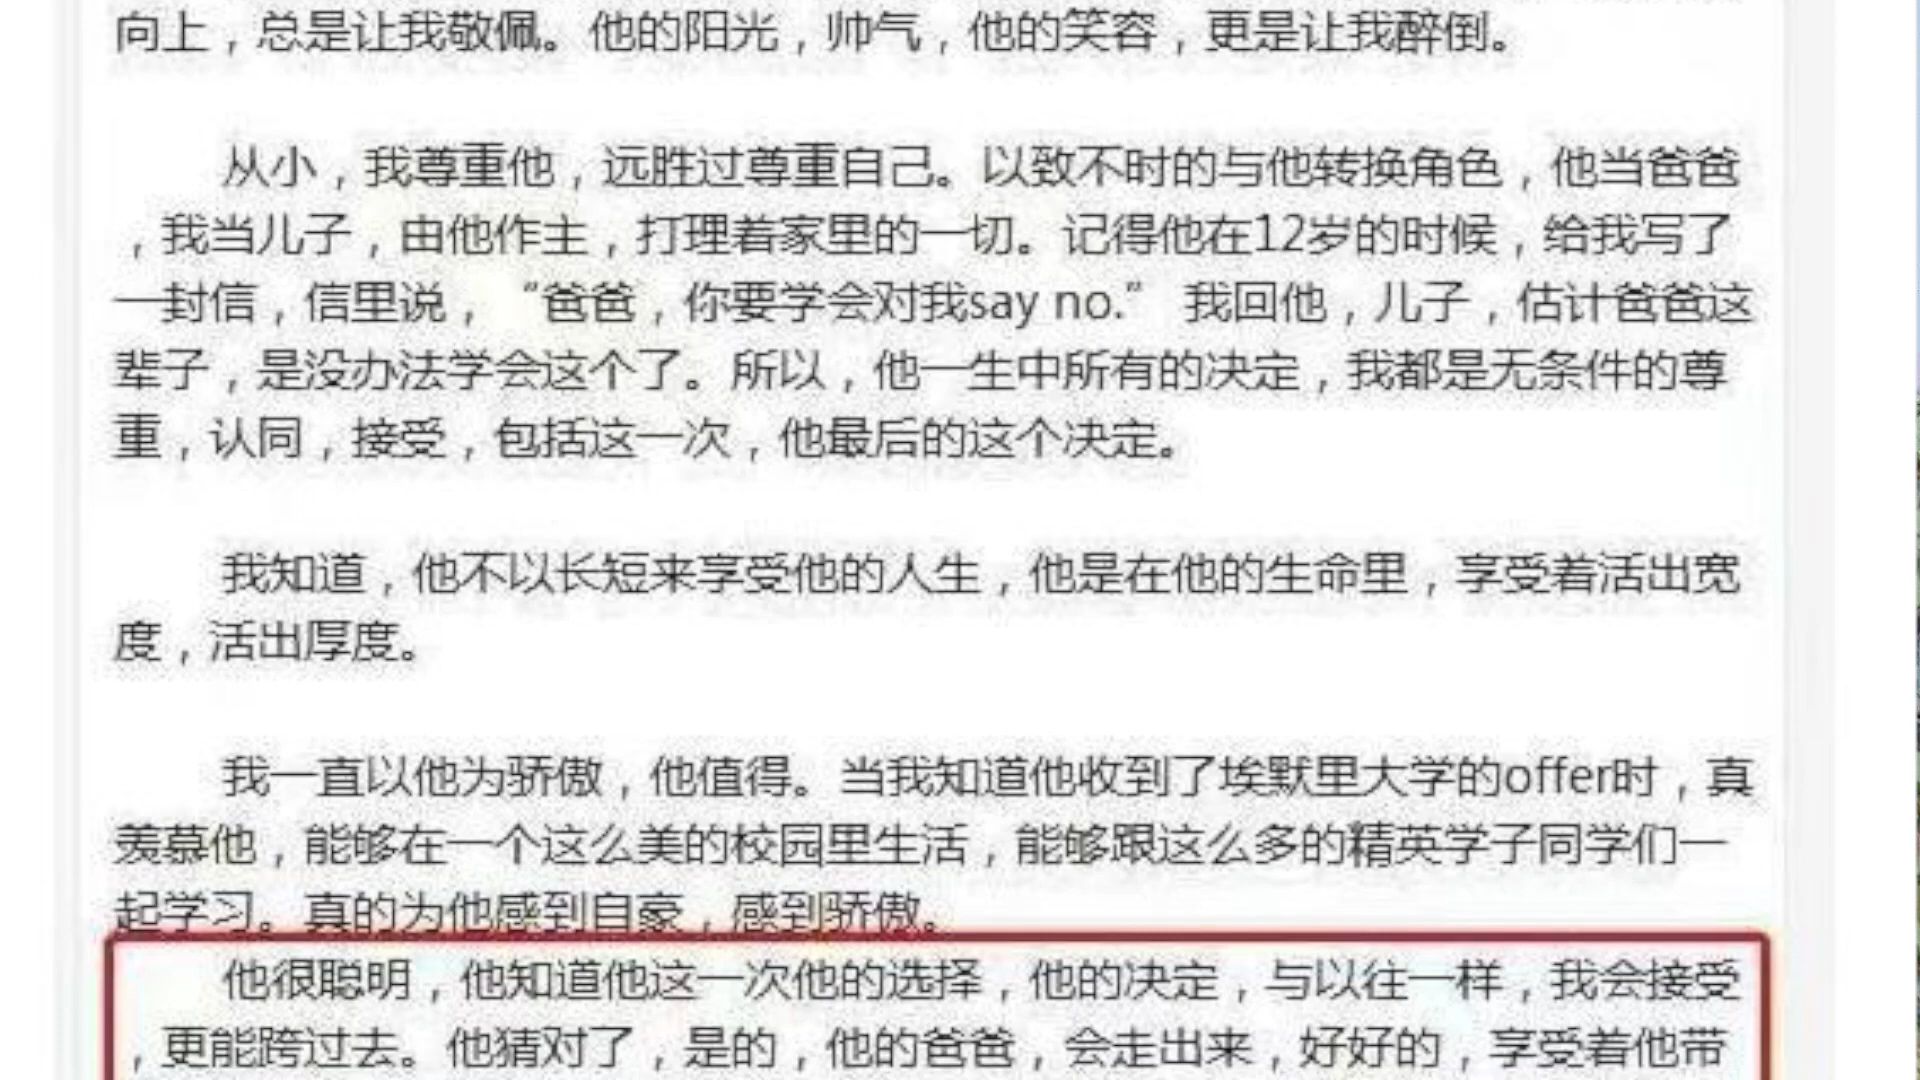 向上，总是让我敬佩。他的阳光，帅气，他的笑容，更是让我醉倒。
从小，我尊重他，远胜过尊重自己。以致不时的与他转换角色，他当爸爸
，我当儿子，由他作主，打理着家里的一切。记得他在12岁的时候，给我写了
一封信，信里说，“爸爸，你要学会对我say no.” 我回他，儿子，估计爸爸这
辈子，是没办法学会这个了。所以，他一生中所有的决定，我都是无条件的尊
重，认同，接受，包括这一次，他最后的这个决定。
我知道，他不以长短来享受他的人生，他是在他的生命里，享受着活出宽
度，活出厚度。
我一直以他为骄傲，他值得。当我知道他收到了埃默里大学的offer时，真
羡慕他，能够在一个这么美的校园里生活，能够跟这么多的精英学子同学们一
起学习。真的为他感到自豪，感到骄傲。
他很聪明，他知道他这一次他的选择，他的决定，与以往一样，我会接受
，更能跨过去。他猜对了，是的，他的爸爸，会走出来，好好的，享受着他带